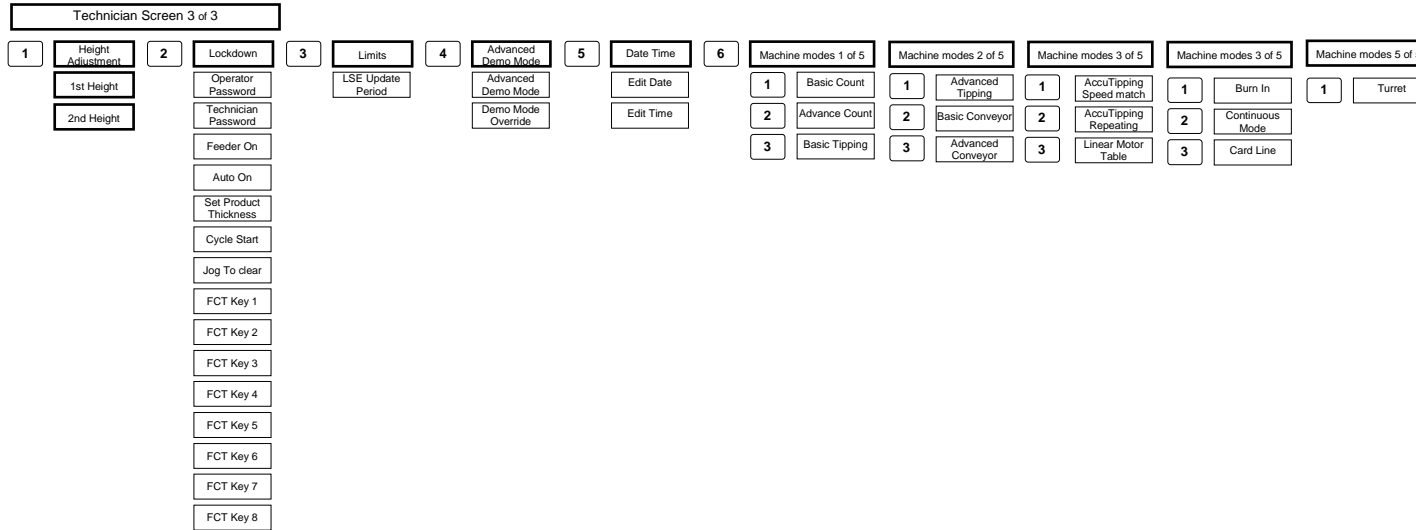 Technician Screen 3 of 3
1
Height
Adjustment
2
Lockdown
3
Limits
4
Advanced
Demo Mode
5
Date Time
6
Machine modes 1 of 5
Machine modes 2 of 5
Machine modes 3 of 5
Machine modes 3 of 5
Machine modes 5 of
1st Height
2nd Height
Operator
Password
Technician
Password
Feeder On
Auto On
Set Product
Thickness
Cycle Start
Jog To clear
FCT Key 1
FCT Key 2
FCT Key 3
FCT Key 4
FCT Key 5
FCT Key 6
FCT Key 7
FCT Key 8
LSE Update
Period
Advanced
Demo Mode
Demo Mode
Override
Edit Date
Edit Time
1
Basic Count
2
Advance Count
3
Basic Tipping
1
Advanced
Tipping
2
Basic Conveyor
3
Advanced
Conveyor
1
AccuTipping
Speed match
2
AccuTipping
Repeating
3
Linear Motor
Table
1
Burn In
2
Continuous
Mode
3
Card Line
1
Turret